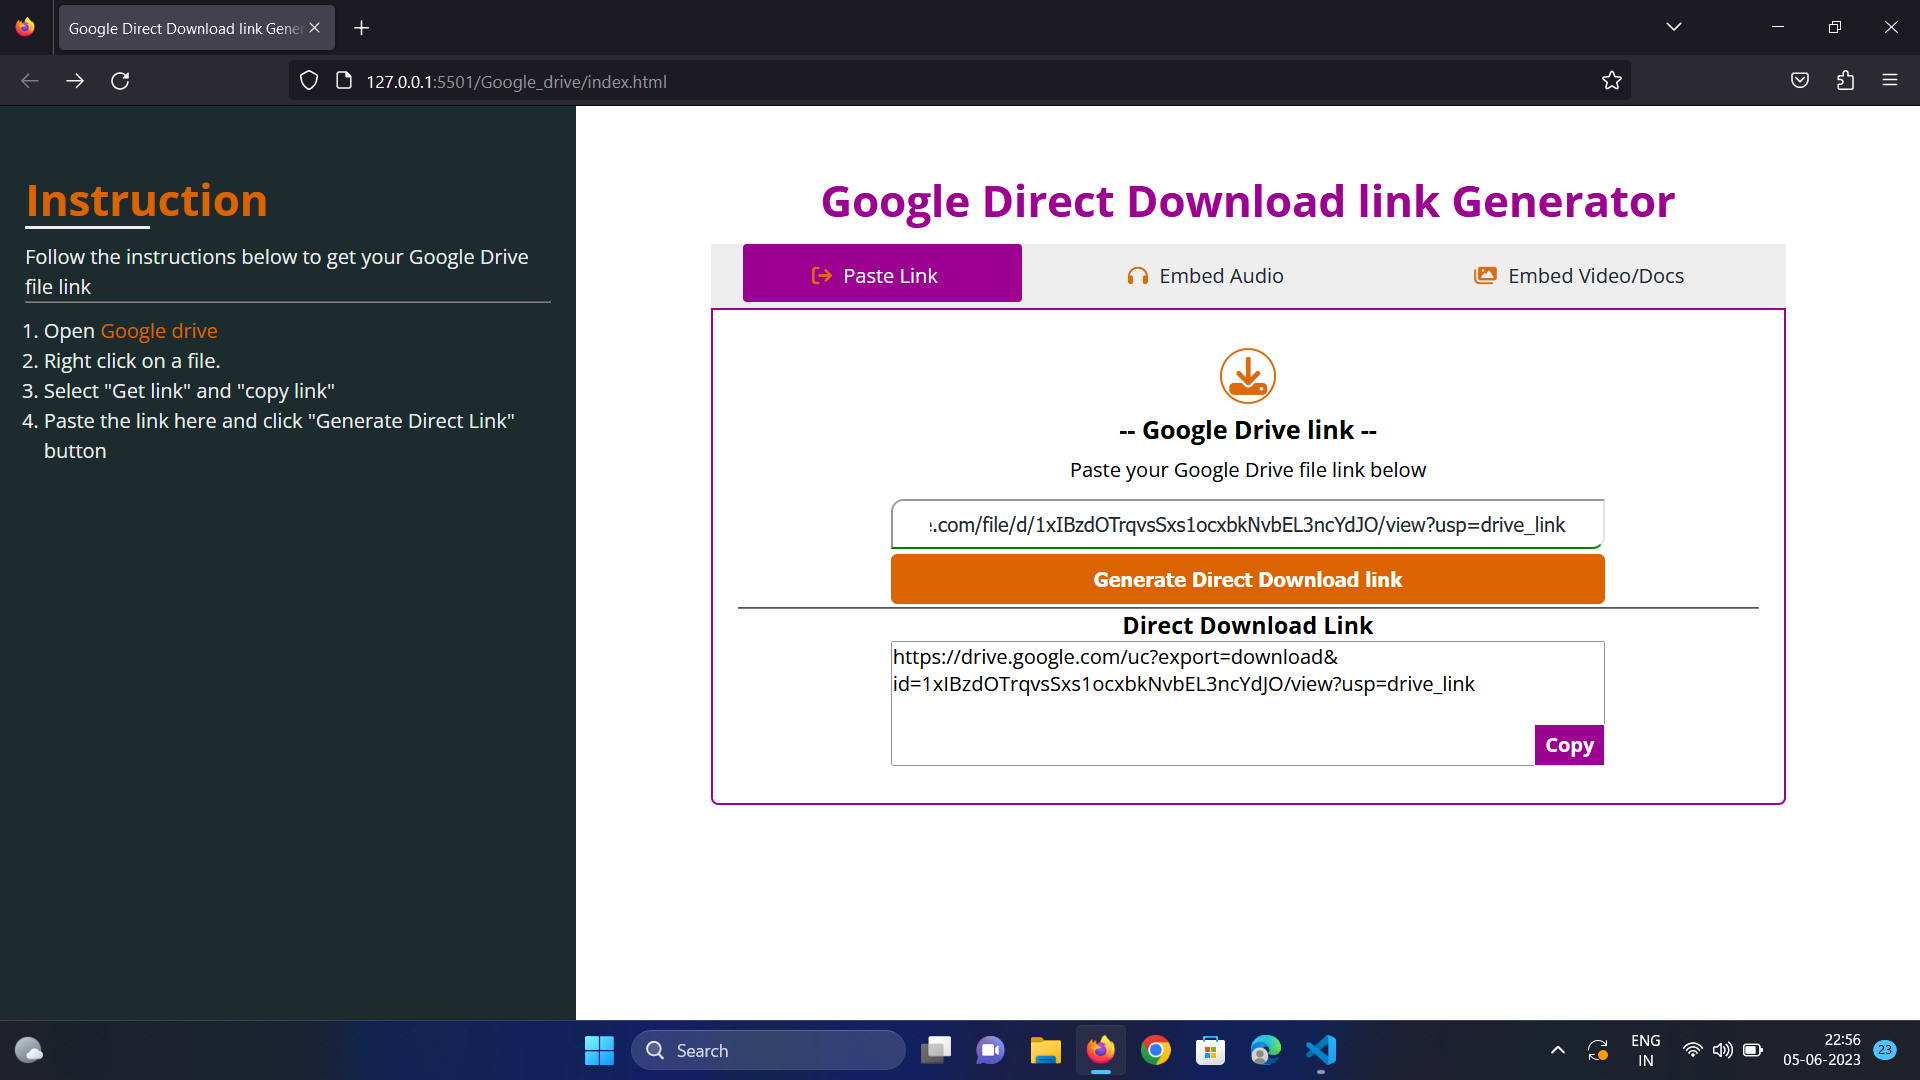 Google Direct Download link Gener
127.0.0.1:5501/Google_drive/index.html
Instruction
Follow the instructions below to get your Google Drive
file link
1. Open Google drive
2. Right click on a file.
3. Select "Get link" and "copy link"
4. Paste the link here and click "Generate Direct Link"
button
Google Direct Download link Generator
Paste Link
Embed Audio
Embed Video/Docs
-- Google Drive link --
Paste your Google Drive file link below
.com/file/d/1xIBzdOTrqvsSxs1ocxbkNvbEL3ncYdJO/view?usp=drive_link
Generate Direct Download link
Direct Download Link
https://drive.google.com/uc?export=download&
id=1xIBzdOTrqvsSxs1ocxbkNvbEL3ncYdJO/view?usp=drive_link
Copy
Search
ENG
IN
22:56
05-06-2023
23